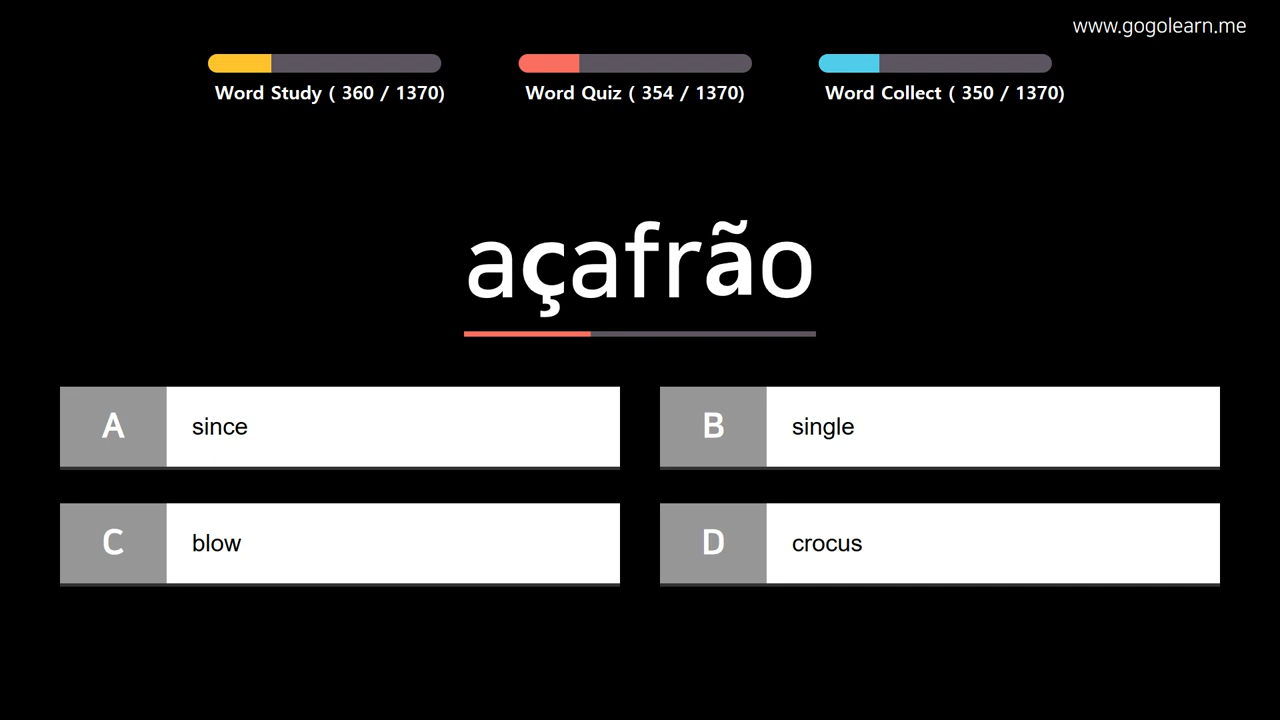 www.gogolearn.me
Word Study ( 360 / 1370)
Word Quiz ( 354 / 1370)
Word Collect ( 350 / 1370)
açafrão
A since
B single
C blow
D crocus